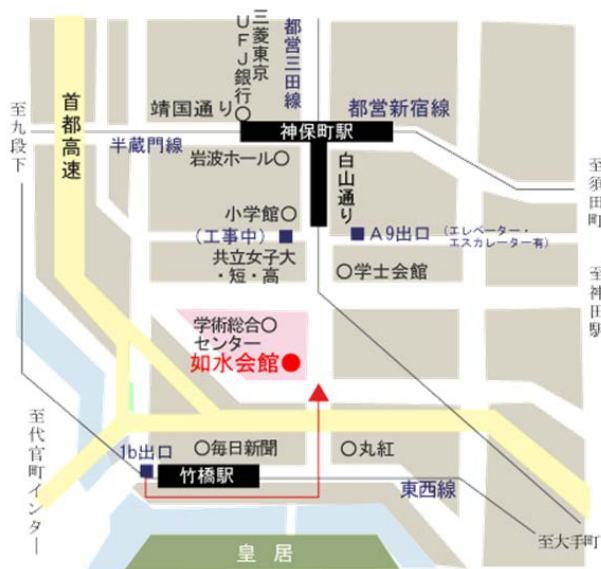 三菱東京
UFJ銀行
都営三田線
首都高速
靖国通り
都営新宿線
至九段下
神保町駅
半蔵門線
岩波ホール
白山通り
至須田町
小学館
(工事中)
A9出口
(エレベーター・
エスカレーター有)
共立女子大
・短・高
学士会館
至神田駅
学術総合
センター
如水会館
至代官町インター
1b出口
毎日新聞
丸紅
竹橋駅
東西線
至大手町
皇居